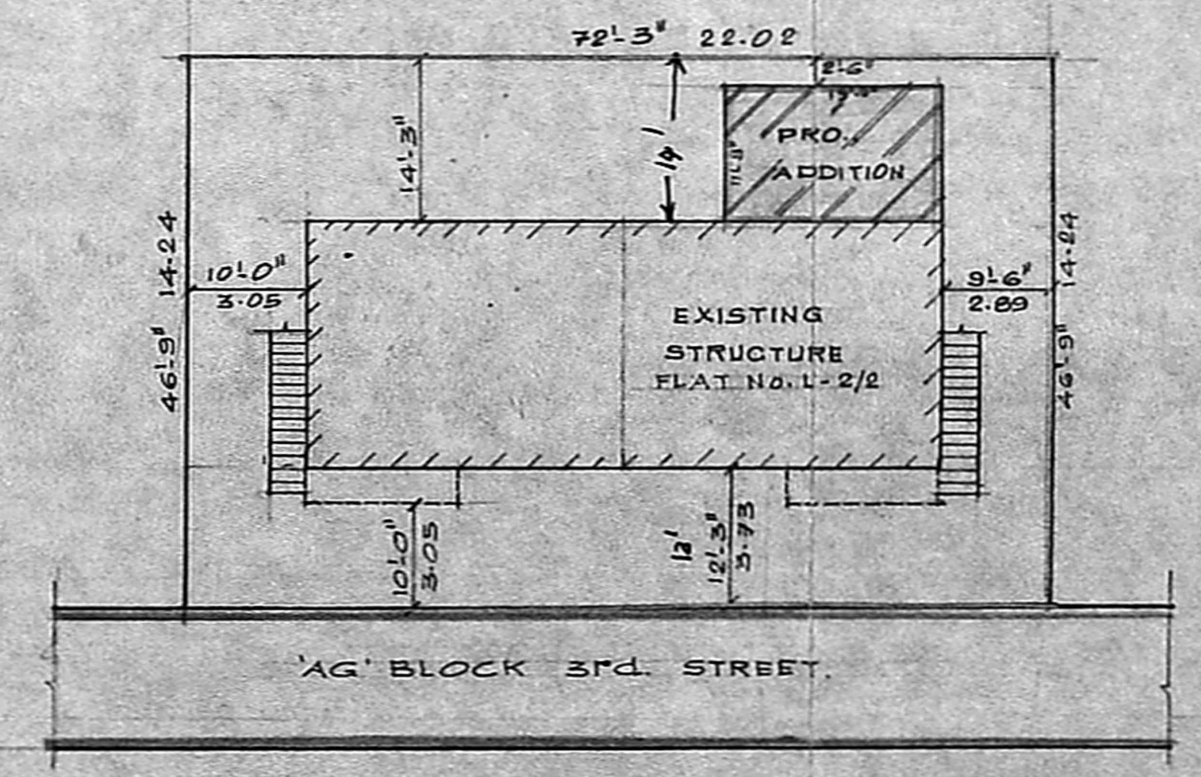 72'-3" 22.02
2'-6"
14'-3"
14'
PRO.
ADDITION
14.24
46'-9"
10'-0"
3.05
9'-6"
2.89
14.24
46'-9"
EXISTING
STRUCTURE
FLAT No. L-2/2
10'-0"
3.05
12'
12'-3"
3.73
'AG' BLOCK 3rd. STREET.